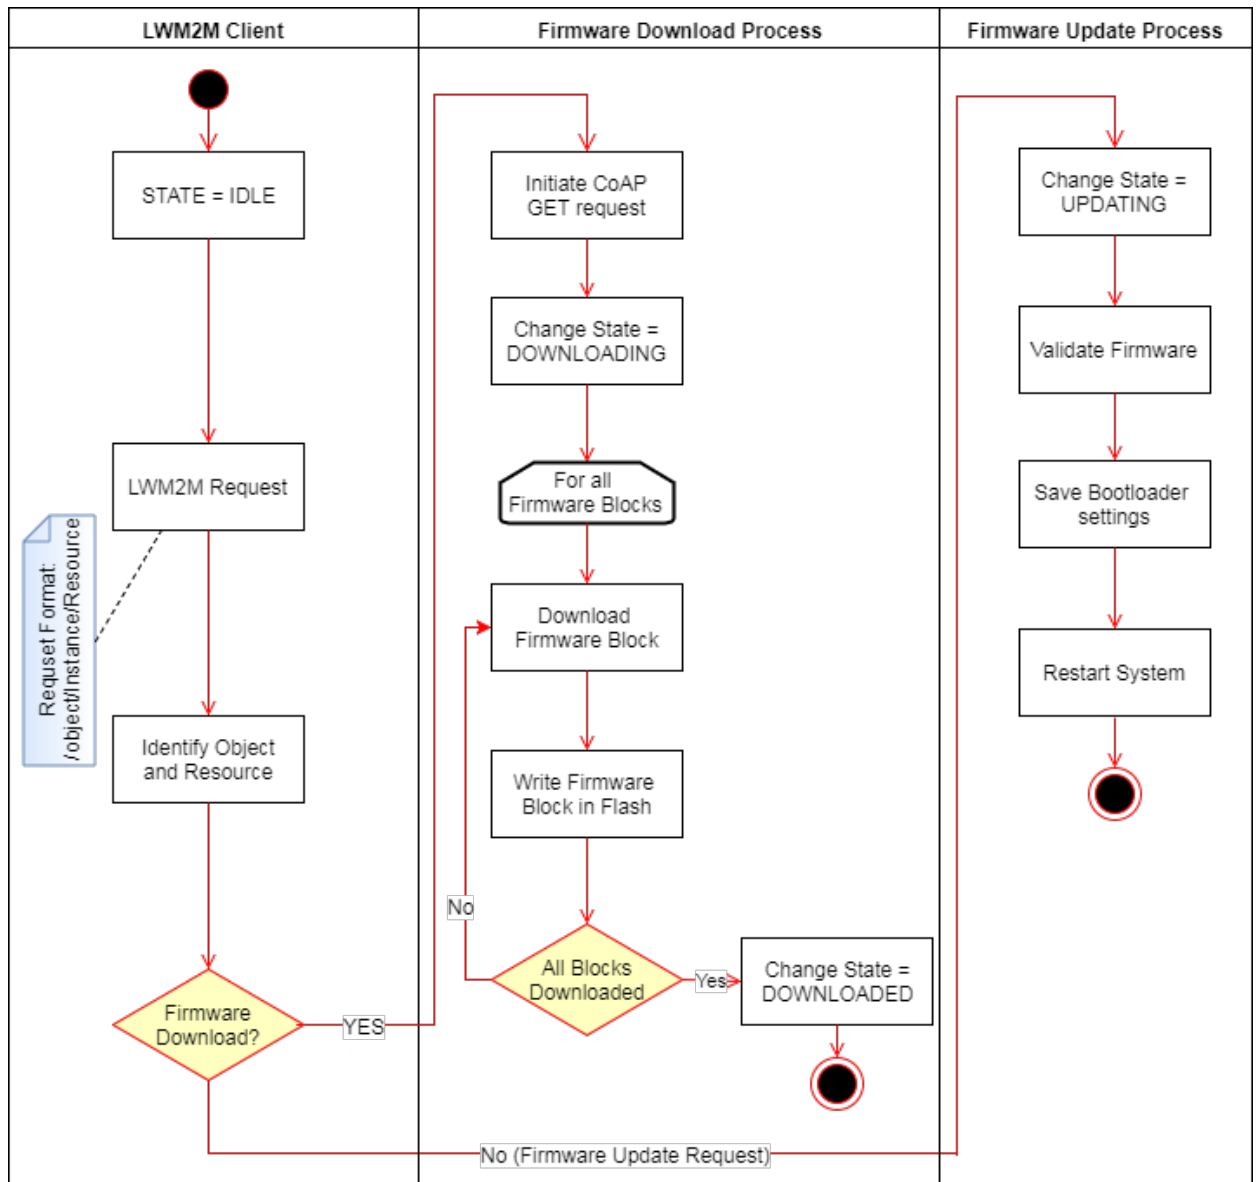 LWM2M Client
Firmware Download Process
Firmware Update Process
STATE = IDLE
LWM2M Request
Requset Format:
/object/Instance/Resource
Identify Object
and Resource
Firmware
Download?
YES
No (Firmware Update Request)
Initiate CoAP
GET request
Change State =
DOWNLOADING
For all
Firmware Blocks
Download
Firmware Block
Write Firmware
Block in Flash
No
All Blocks
Downloaded
Yes
Change State =
DOWNLOADED
Change State =
UPDATING
Validate Firmware
Save Bootloader
settings
Restart System